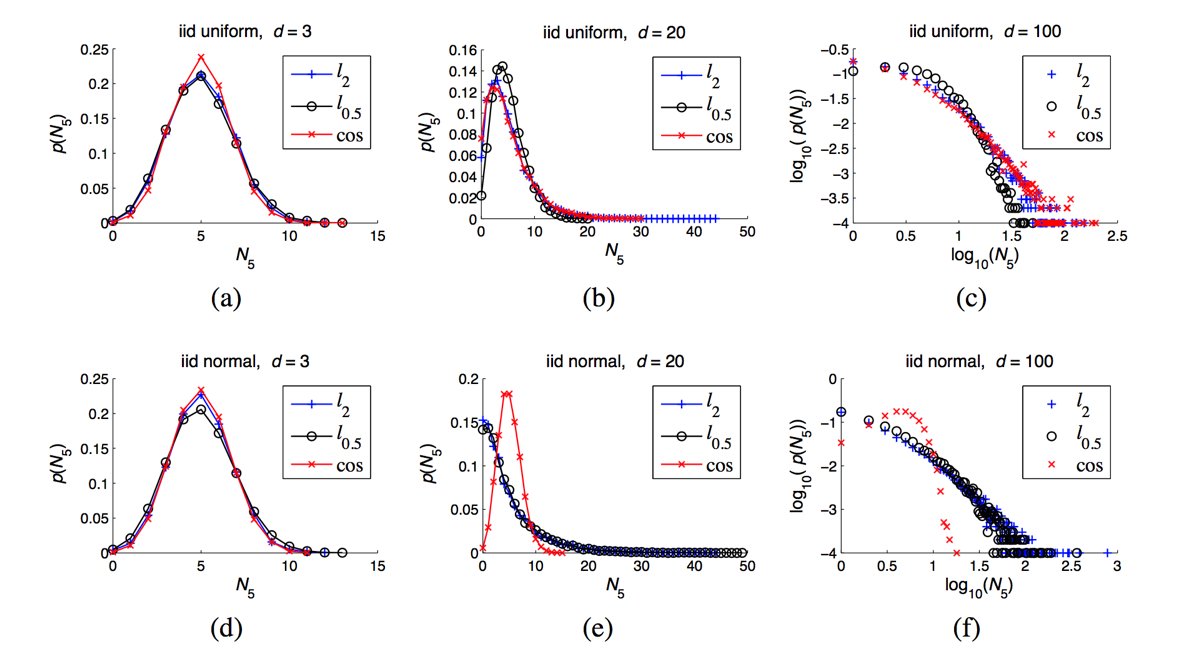 iid uniform, d = 3
0.25
0.2
0.15
0.1
0.05
0
p(N5)
0 5 10 15
N5
l2
l0.5
cos
(a)
iid uniform, d = 20
0.16
0.14
0.12
0.1
0.08
0.06
0.04
0.02
0
p(N5)
0 10 20 30 40 50
N5
l2
l0.5
cos
(b)
iid uniform, d = 100
−0.5
−1
−1.5
−2
−2.5
−3
−3.5
−4
log10( p(N5))
0 0.5 1 1.5 2 2.5
log10(N5)
l2
l0.5
cos
(c)
iid normal, d = 3
0.25
0.2
0.15
0.1
0.05
0
p(N5)
0 5 10 15
N5
l2
l0.5
cos
(d)
iid normal, d = 20
0.2
0.15
0.1
0.05
0
p(N5)
0 10 20 30 40 50
N5
l2
l0.5
cos
(e)
iid normal, d = 100
0
−1
−2
−3
−4
log10( p(N5))
0 0.5 1 1.5 2 2.5 3
log10(N5)
l2
l0.5
cos
(f)